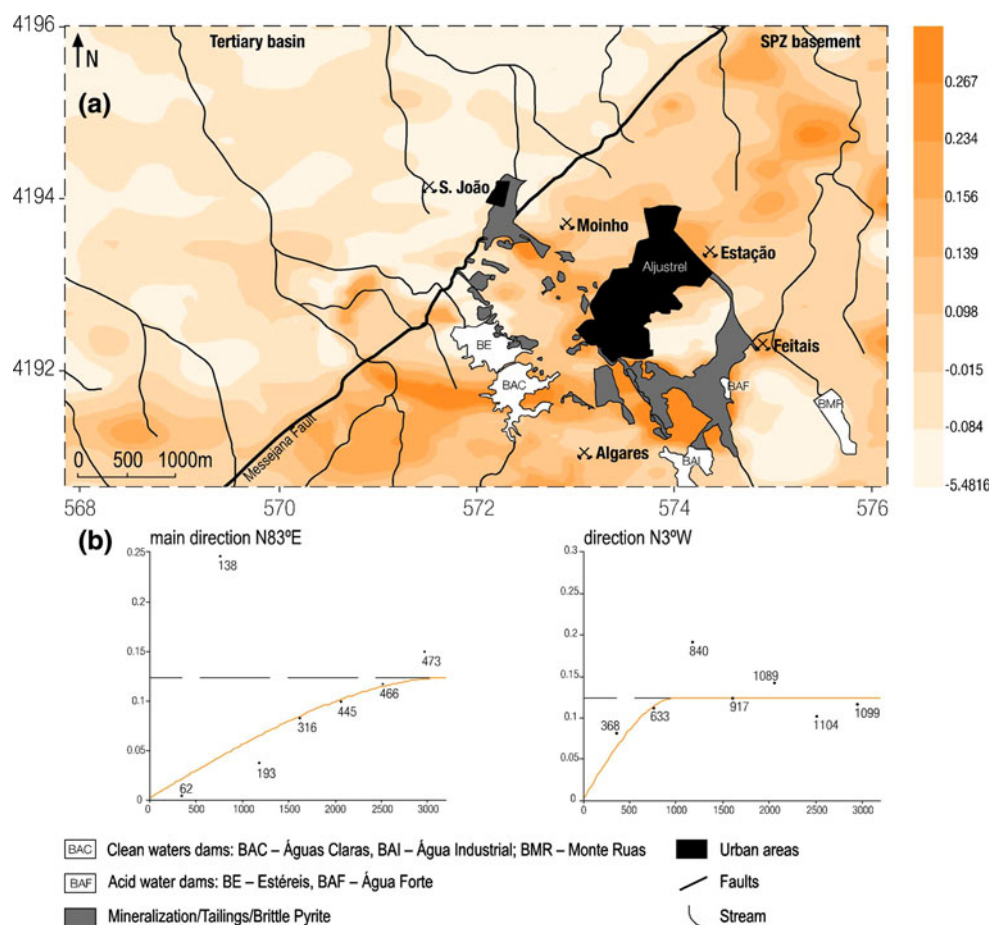 4196
N
Tertiary basin
SPZ basement
(a)
4194
4192
S. João
Moinho
Aljustrel
Estação
Feitais
BE
BAC
BAF
BMR
BAI
Algares
Messejana Fault
0 500 1000m
568 570 572 574 576
0.267
0.234
0.156
0.139
0.098
-0.015
-0.084
-5.4816
(b)
main direction N83ºE
0.25
0.2
0.15
0.1
0.05
0
138
473
466
445
316
193
62
0 500 1000 1500 2000 2500 3000
direction N3ºW
0.3
0.25
0.2
0.15
0.1
0.05
0
840
1089
368
633
917
1104
1099
0 500 1000 1500 2000 2500 3000
BAC Clean waters dams: BAC – Águas Claras, BAI – Água Industrial; BMR – Monte Ruas
Urban areas
BAF Acid water dams: BE – Estéreis, BAF – Água Forte
Faults
Mineralization/Tailings/Brittle Pyrite
Stream